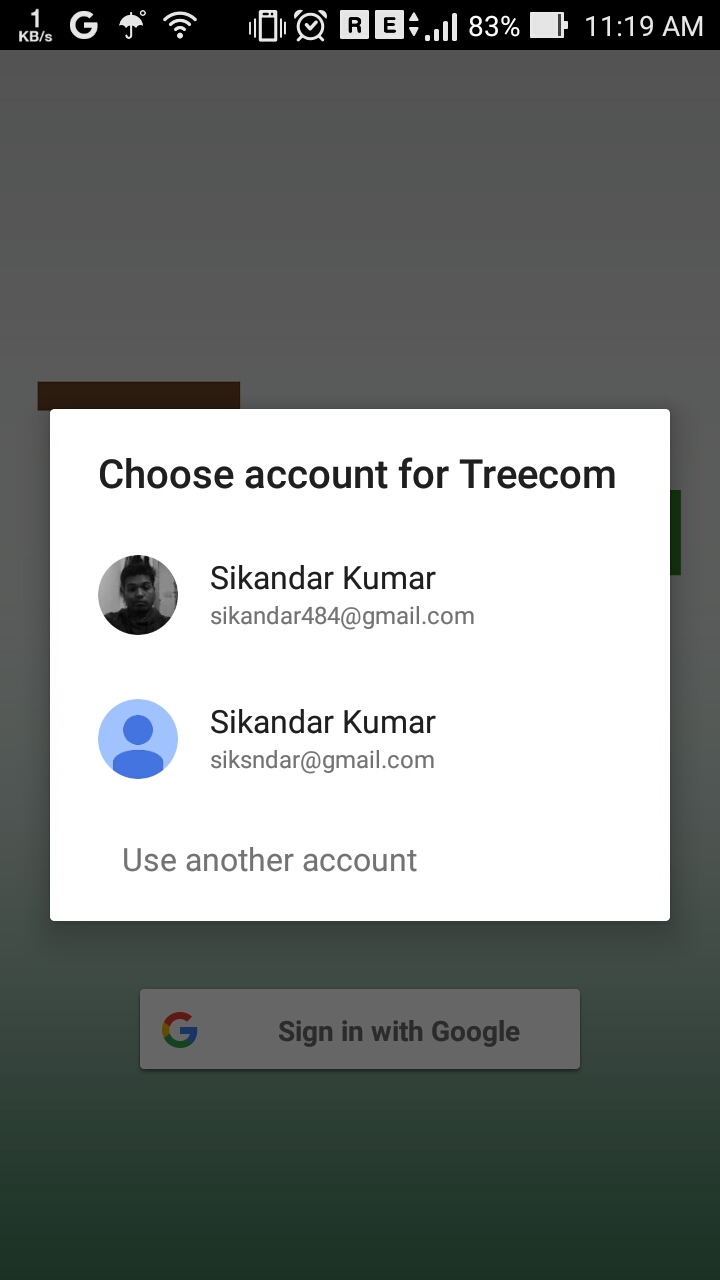 1
KB/s
G
R E 83% 11:19 AM
Choose account for Treecom
Sikandar Kumar
sikandar484@gmail.com
Sikandar Kumar
siksndar@gmail.com
Use another account
G Sign in with Google